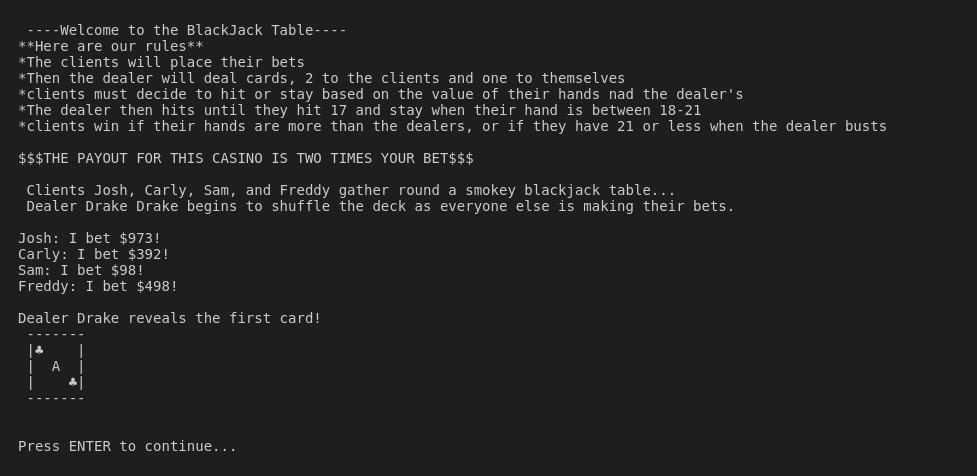 ----Welcome to the BlackJack Table----
**Here are our rules**
*The clients will place their bets
*Then the dealer will deal cards, 2 to the clients and one to themselves
*clients must decide to hit or stay based on the value of their hands nad the dealer's
*The dealer then hits until they hit 17 and stay when their hand is between 18-21
*clients win if their hands are more than the dealers, or if they have 21 or less when the dealer busts
$$$THE PAYOUT FOR THIS CASINO IS TWO TIMES YOUR BET$$$
Clients Josh, Carly, Sam, and Freddy gather round a smokey blackjack table...
Dealer Drake Drake begins to shuffle the deck as everyone else is making their bets.
Josh: I bet $973!
Carly: I bet $392!
Sam: I bet $98!
Freddy: I bet $498!
Dealer Drake reveals the first card!
 -------
 |♣    |
 |  A  |
 |    ♣|
 -------
Press ENTER to continue...